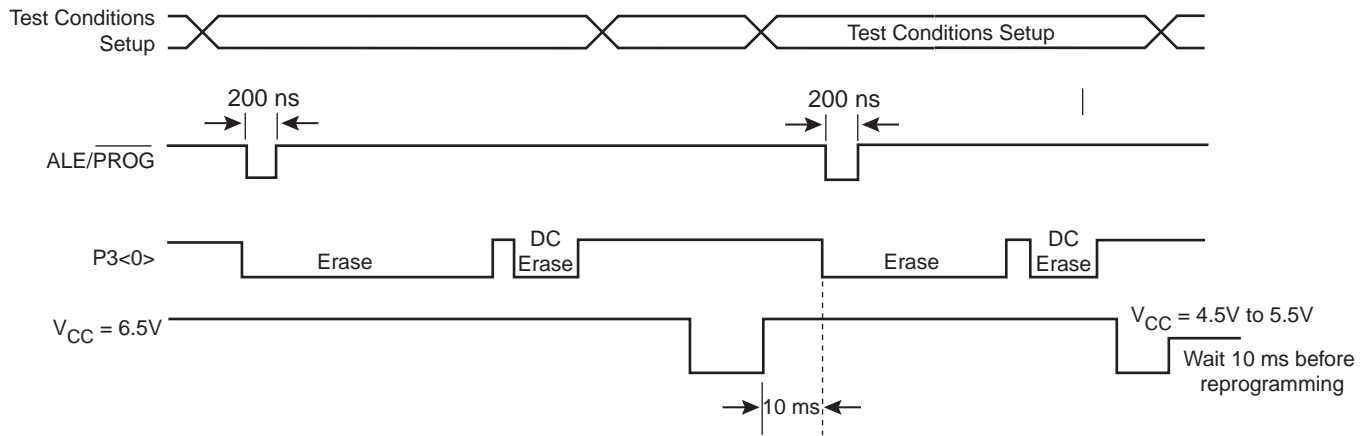 Test Conditions
Setup
Test Conditions Setup
200 ns
200 ns
ALE/PROG
P3<0>
Erase
DC
Erase
Erase
DC
Erase
VCC = 6.5V
VCC = 4.5V to 5.5V
Wait 10 ms before
reprogramming
10 ms